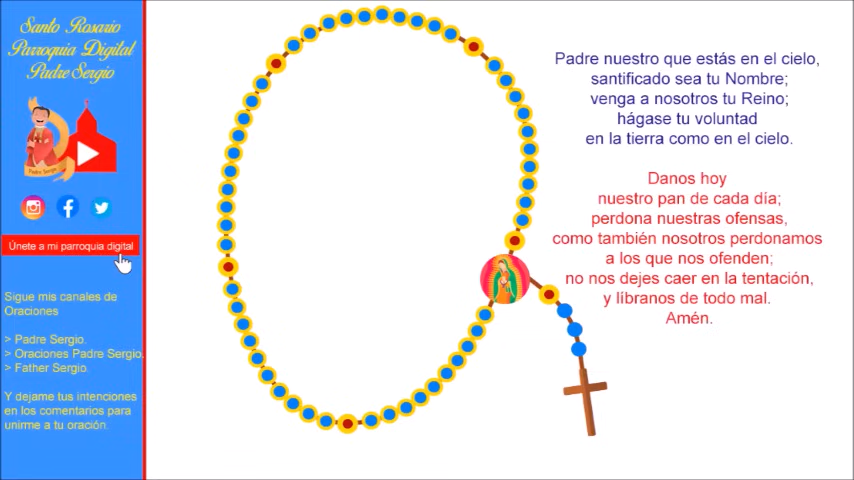 Santo Rosario
Parroquia Digital
Padre Sergio
Padre Sergio
Únete a mi parroquia digital
Sigue mis canales de
Oraciones
> Padre Sergio.
> Oraciones Padre Sergio.
> Father Sergio.
Y dejame tus intenciones
en los comentarios para
unirme a tu oración.
Padre nuestro que estás en el cielo,
santificado sea tu Nombre;
venga a nosotros tu Reino;
hágase tu voluntad
en la tierra como en el cielo.
Danos hoy
nuestro pan de cada día;
perdona nuestras ofensas,
como también nosotros perdonamos
a los que nos ofenden;
no nos dejes caer en la tentación,
y líbranos de todo mal.
Amén.